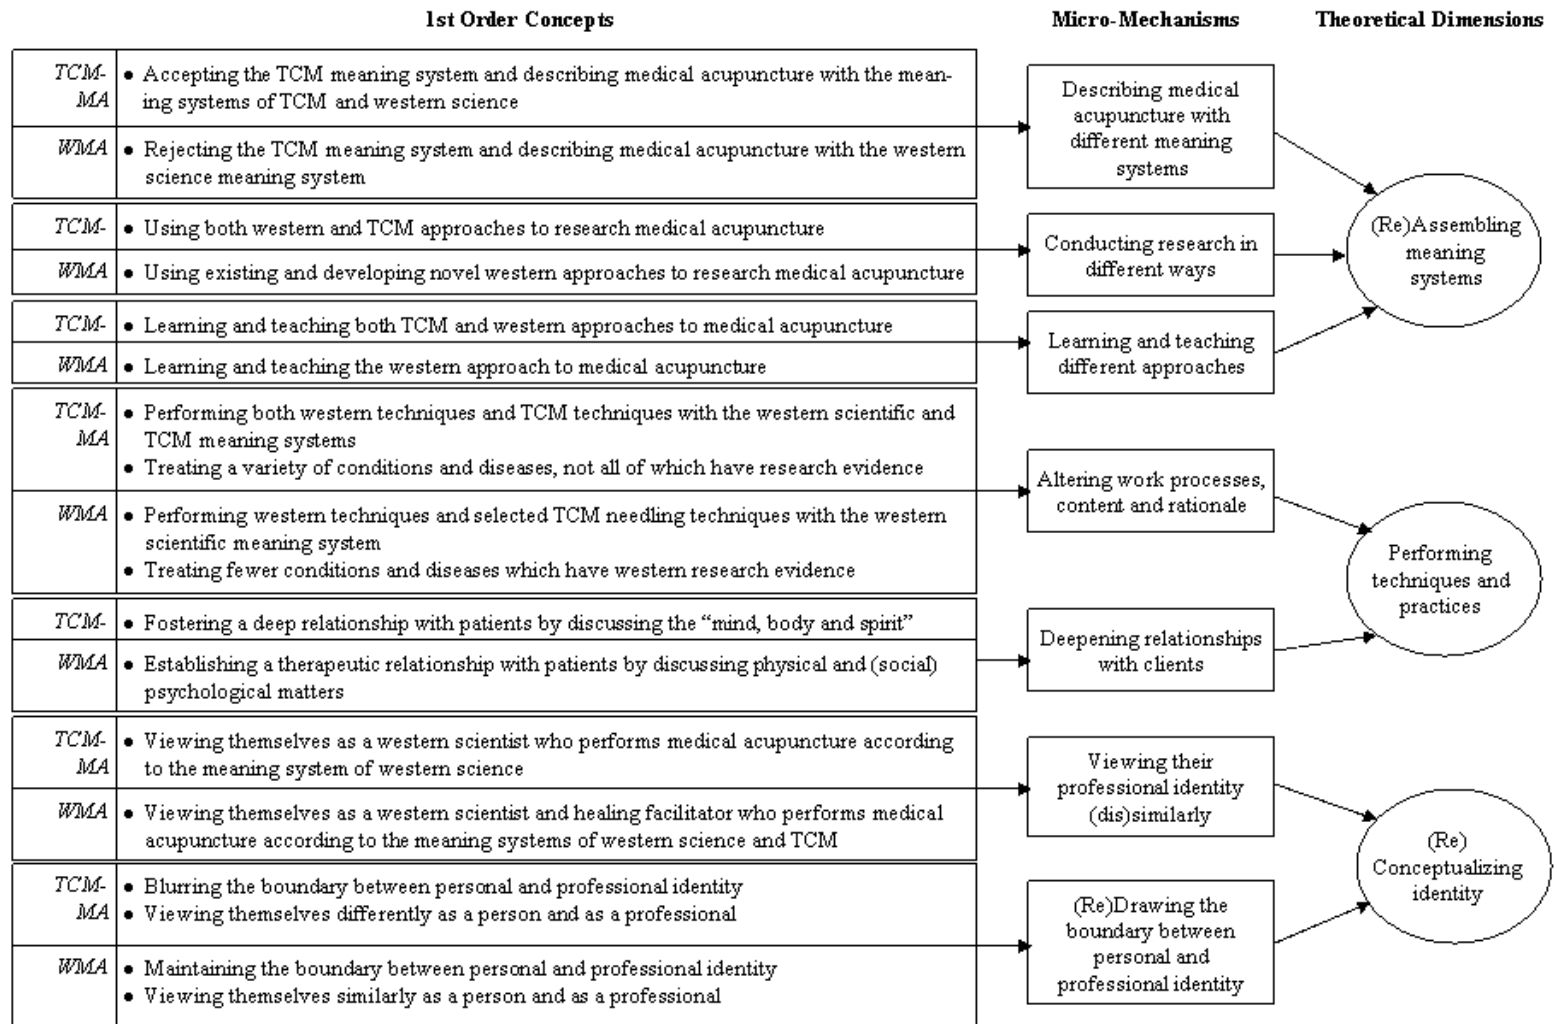 1st Order Concepts
Micro-Mechanisms
Theoretical Dimensions
TCM-
MA
• Accepting the TCM meaning system and describing medical acupuncture with the mean-
ing systems of TCM and western science
WMA
• Rejecting the TCM meaning system and describing medical acupuncture with the western
science meaning system
Describing medical
acupuncture with
different meaning
systems
TCM-
• Using both western and TCM approaches to research medical acupuncture
WMA
• Using existing and developing novel western approaches to research medical acupuncture
Conducting research in
different ways
(Re)Assembling
meaning
systems
TCM-
• Learning and teaching both TCM and western approaches to medical acupuncture
WMA
• Learning and teaching the western approach to medical acupuncture
Learning and teaching
different approaches
TCM-
MA
• Performing both western techniques and TCM techniques with the western scientific and
TCM meaning systems
• Treating a variety of conditions and diseases, not all of which have research evidence
WMA
• Performing western techniques and selected TCM needling techniques with the western
scientific meaning system
• Treating fewer conditions and diseases which have western research evidence
Altering work processes,
content and rationale
Performing
techniques and
practices
TCM-
• Fostering a deep relationship with patients by discussing the “mind, body and spirit”
WMA
• Establishing a therapeutic relationship with patients by discussing physical and (social)
psychological matters
Deepening relationships
with clients
TCM-
MA
• Viewing themselves as a western scientist who performs medical acupuncture according
to the meaning system of western science
WMA
• Viewing themselves as a western scientist and healing facilitator who performs medical
acupuncture according to the meaning systems of western science and TCM
Viewing their
professional identity
(dis)similarly
(Re)
Conceptualizing
identity
TCM-
MA
• Blurring the boundary between personal and professional identity
• Viewing themselves differently as a person and as a professional
WMA
• Maintaining the boundary between personal and professional identity
• Viewing themselves similarly as a person and as a professional
(Re)Drawing the
boundary between
personal and
professional identity